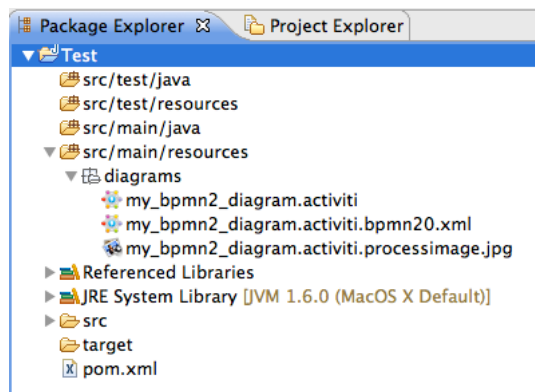 Package Explorer Project Explorer
Test
src/test/java
src/test/resources
src/main/java
src/main/resources
diagrams
my_bpmn2_diagram.activiti
my_bpmn2_diagram.activiti.bpmn20.xml
my_bpmn2_diagram.activiti.processimage.jpg
Referenced Libraries
JRE System Library [JVM 1.6.0 (MacOS X Default)]
src
target
pom.xml